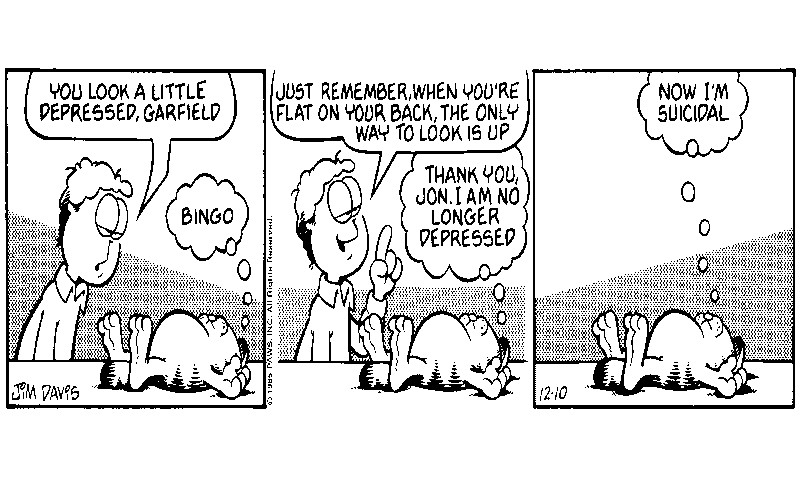 YOU LOOK A LITTLE
DEPRESSED, GARFIELD
BINGO
JIM DAVIS
JUST REMEMBER, WHEN YOU'RE
FLAT ON YOUR BACK, THE ONLY
WAY TO LOOK IS UP
THANK YOU,
JON. I AM NO
LONGER
DEPRESSED
NOW I'M
SUICIDAL
12-10